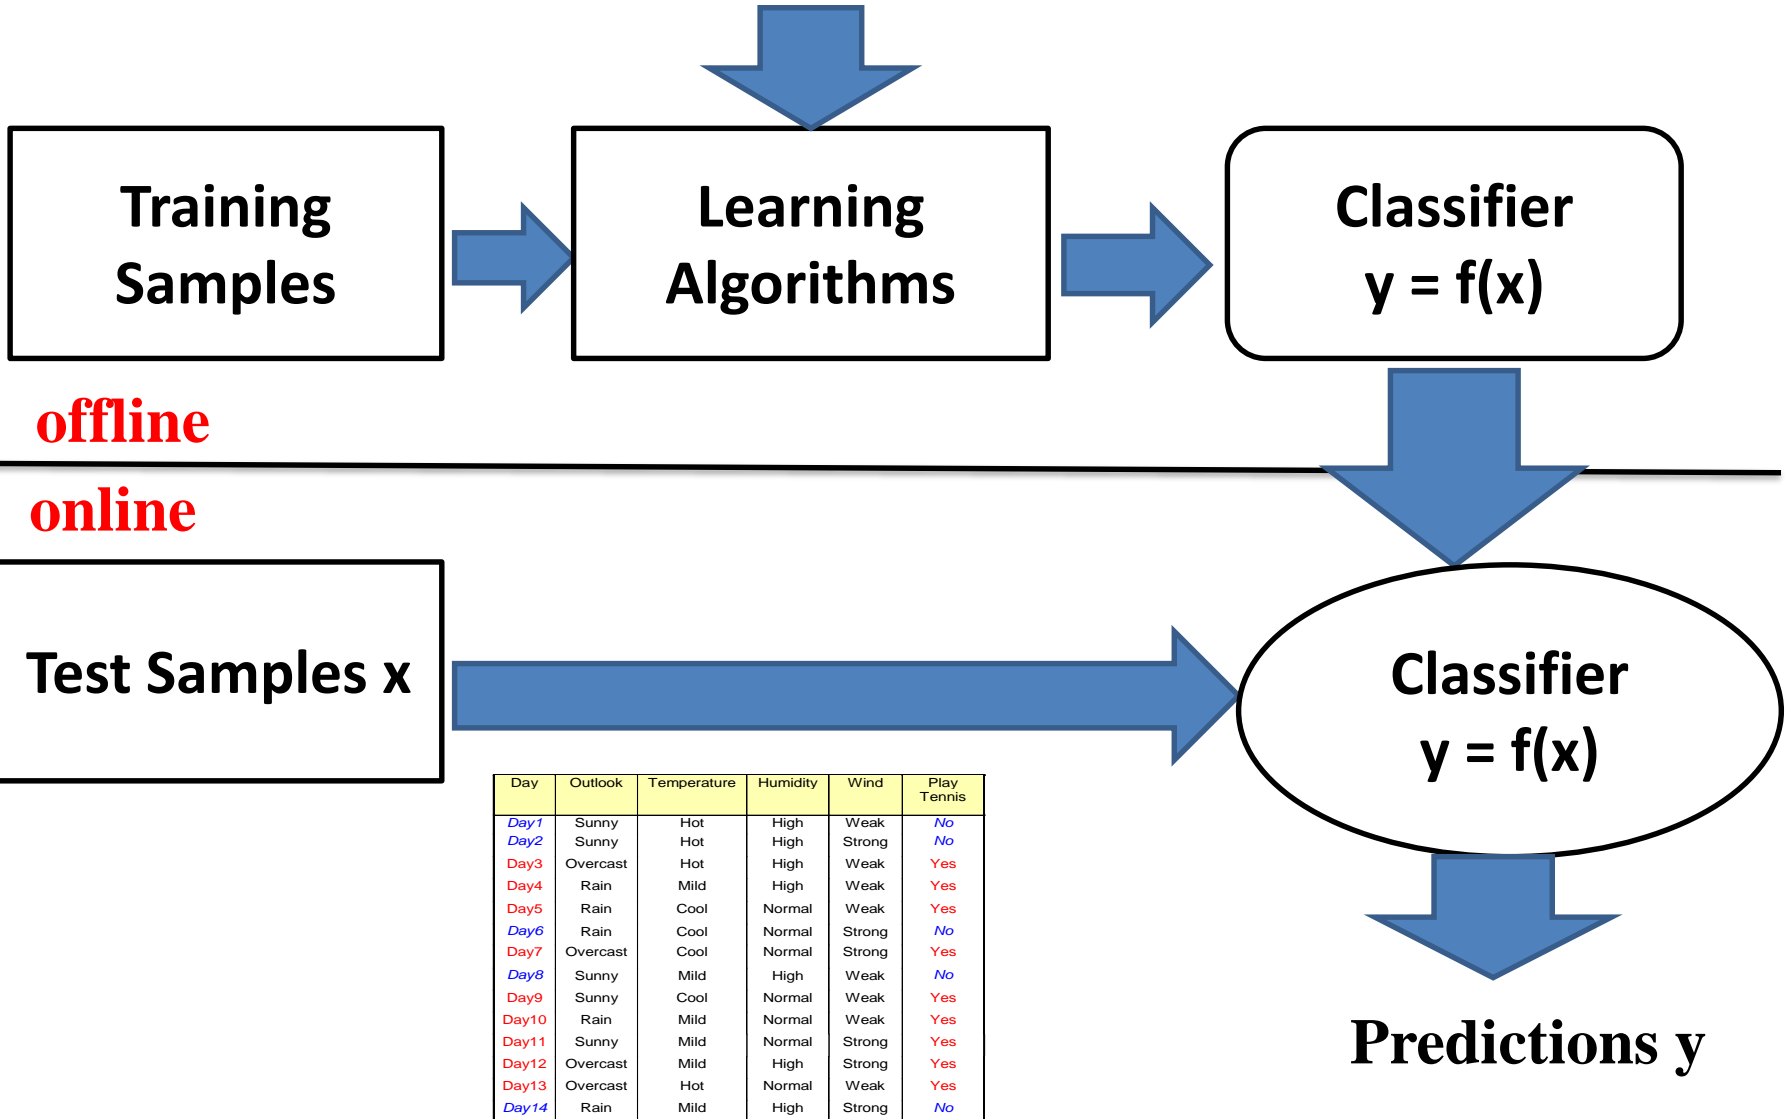 Training
Samples
Learning
Algorithms
Classifier
y = f(x)
offline
online
Test Samples x
Classifier
y = f(x)
Day Outlook Temperature Humidity Wind Play
Tennis
Day1 Sunny Hot High Weak No
Day2 Sunny Hot High Strong No
Day3 Overcast Hot High Weak Yes
Day4 Rain Mild High Weak Yes
Day5 Rain Cool Normal Weak Yes
Day6 Rain Cool Normal Strong No
Day7 Overcast Cool Normal Strong Yes
Day8 Sunny Mild High Weak No
Day9 Sunny Cool Normal Weak Yes
Day10 Rain Mild Normal Weak Yes
Day11 Sunny Mild Normal Strong Yes
Day12 Overcast Mild High Strong Yes
Day13 Overcast Hot Normal Weak Yes
Day14 Rain Mild High Strong No
Predictions y